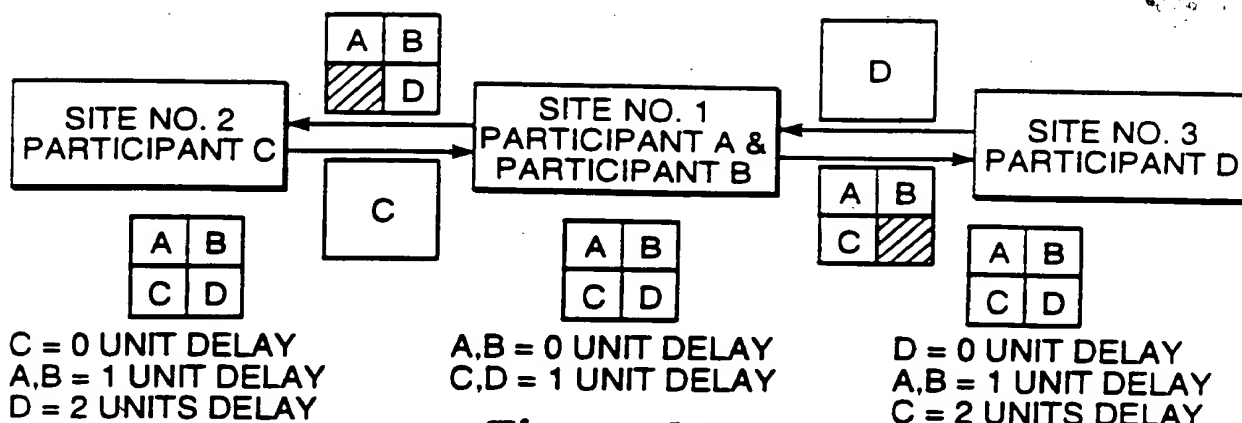 A B
D
D
SITE NO. 2
PARTICIPANT C
SITE NO. 1
PARTICIPANT A &
PARTICIPANT B
SITE NO. 3
PARTICIPANT D
C
A B
C
A B
C D
A B
C D
A B
C D
C = 0 UNIT DELAY
A,B = 1 UNIT DELAY
D = 2 UNITS DELAY
A,B = 0 UNIT DELAY
C,D = 1 UNIT DELAY
D = 0 UNIT DELAY
A,B = 1 UNIT DELAY
C = 2 UNITS DELAY